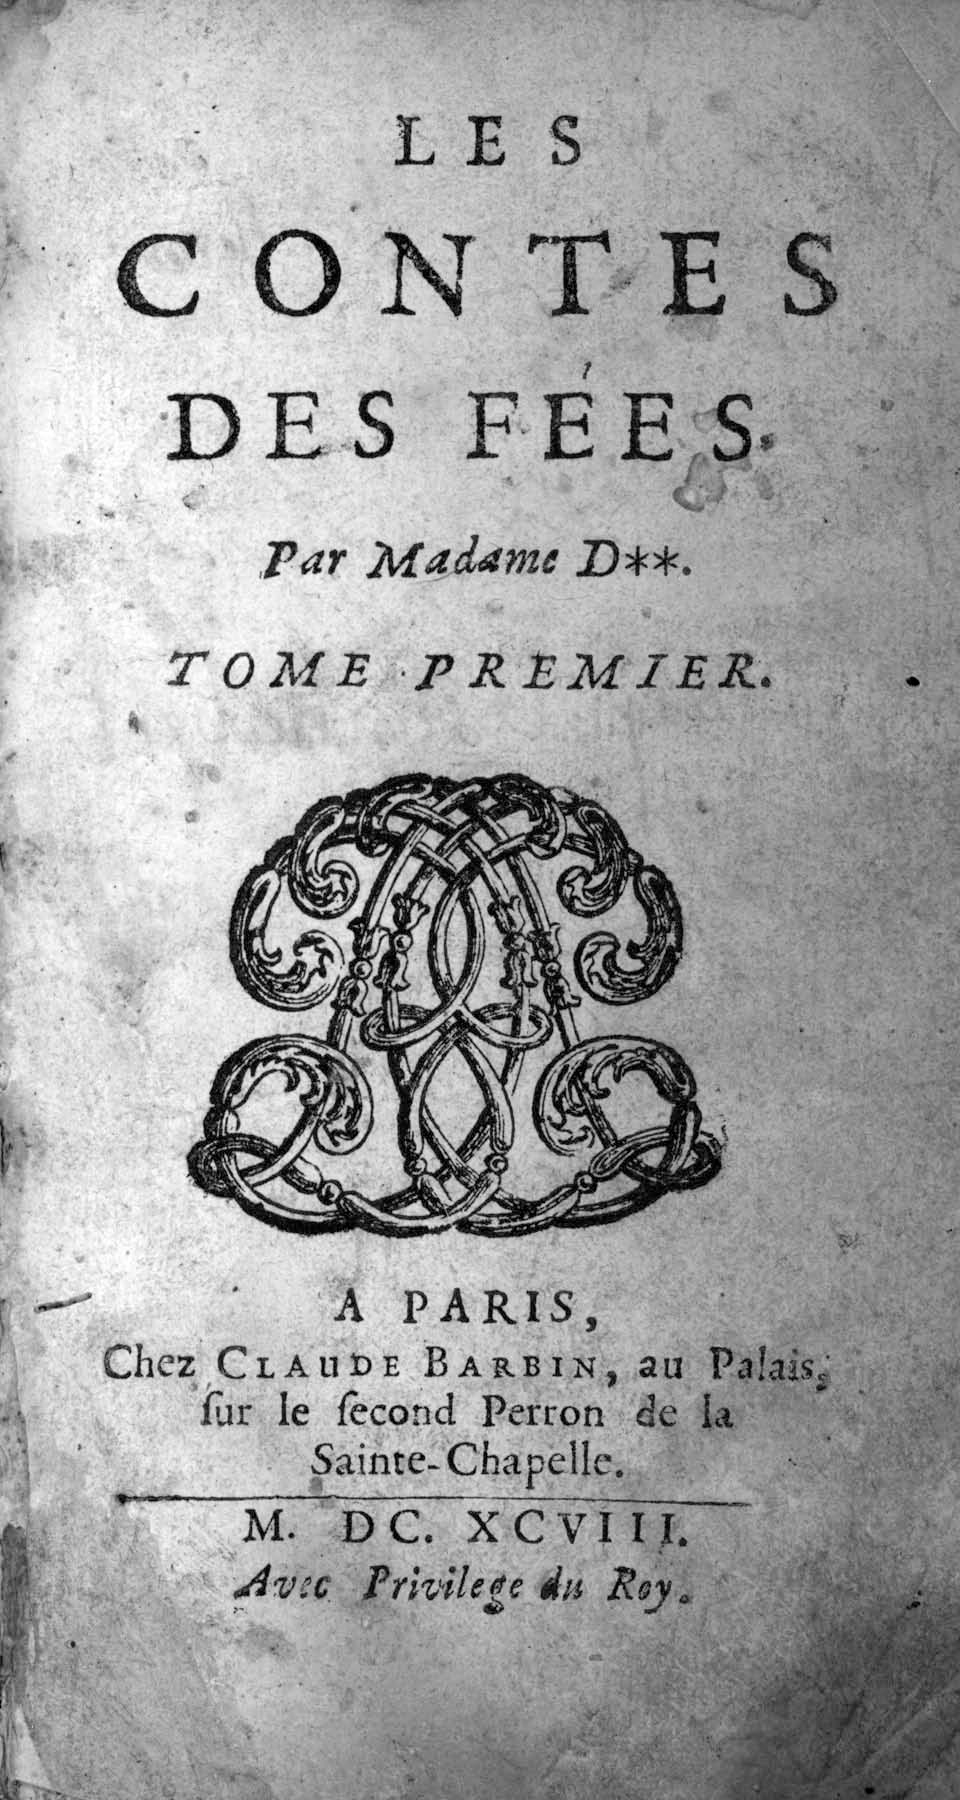 LES
CONTES
DES FÉES.
Par Madame D**.
TOME PREMIER.
A PARIS,
Chez CLAUDE BARBIN, au Palais,
ſur le ſecond Perron de la
Sainte-Chapelle.
M. DC. XCVIII.
Avec Privilege du Roy.